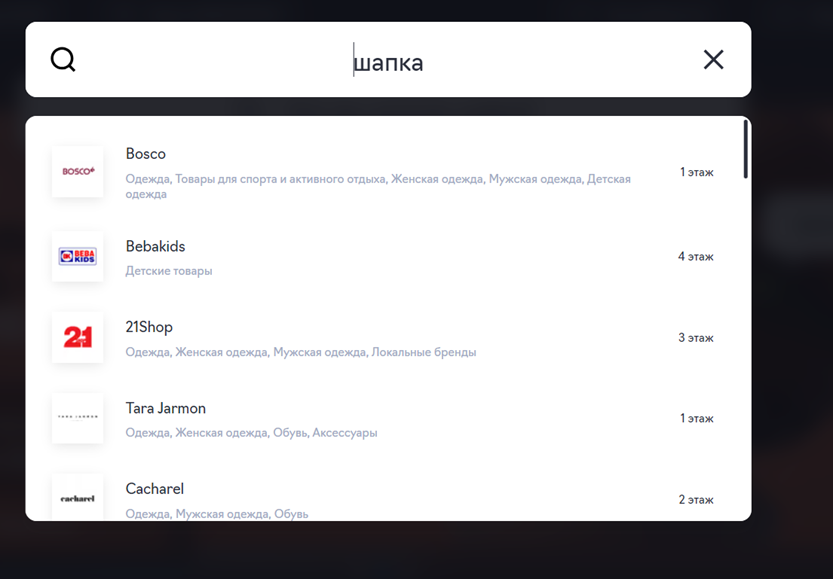 шапка
BOSCO
Bosco
Одежда, Товары для спорта и активного отдыха, Женская одежда, Мужская одежда, Детская
одежда
1 этаж
BEBA
KIDS
Bebakids
Детские товары
4 этаж
21
21Shop
Одежда, Женская одежда, Мужская одежда, Локальные бренды
3 этаж
TARA JARMON
Tara Jarmon
Одежда, Женская одежда, Обувь, Аксессуары
1 этаж
cacharel
Cacharel
Одежда, Мужская одежда, Обувь
2 этаж